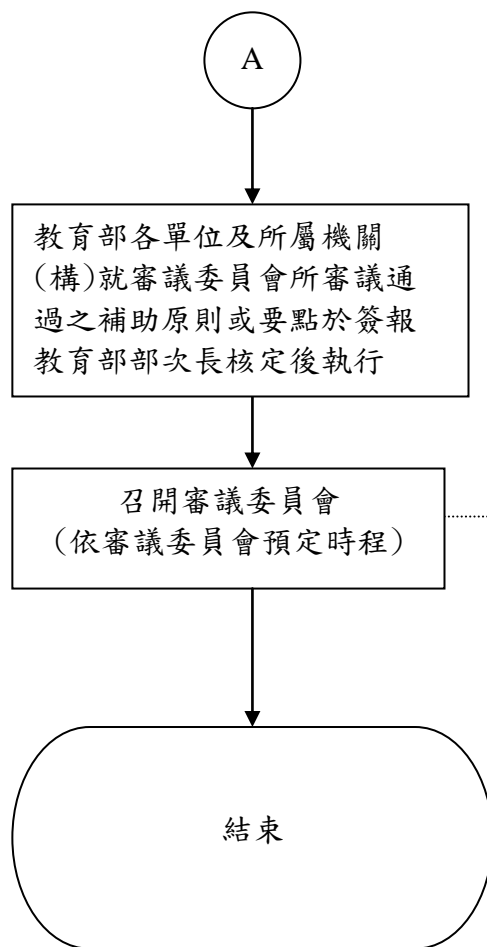 A
教育部各單位及所屬機關
(構)就審議委員會所審議通
過之補助原則或要點於簽報
教育部部次長核定後執行
召開審議委員會
(依審議委員會預定時程)
結束